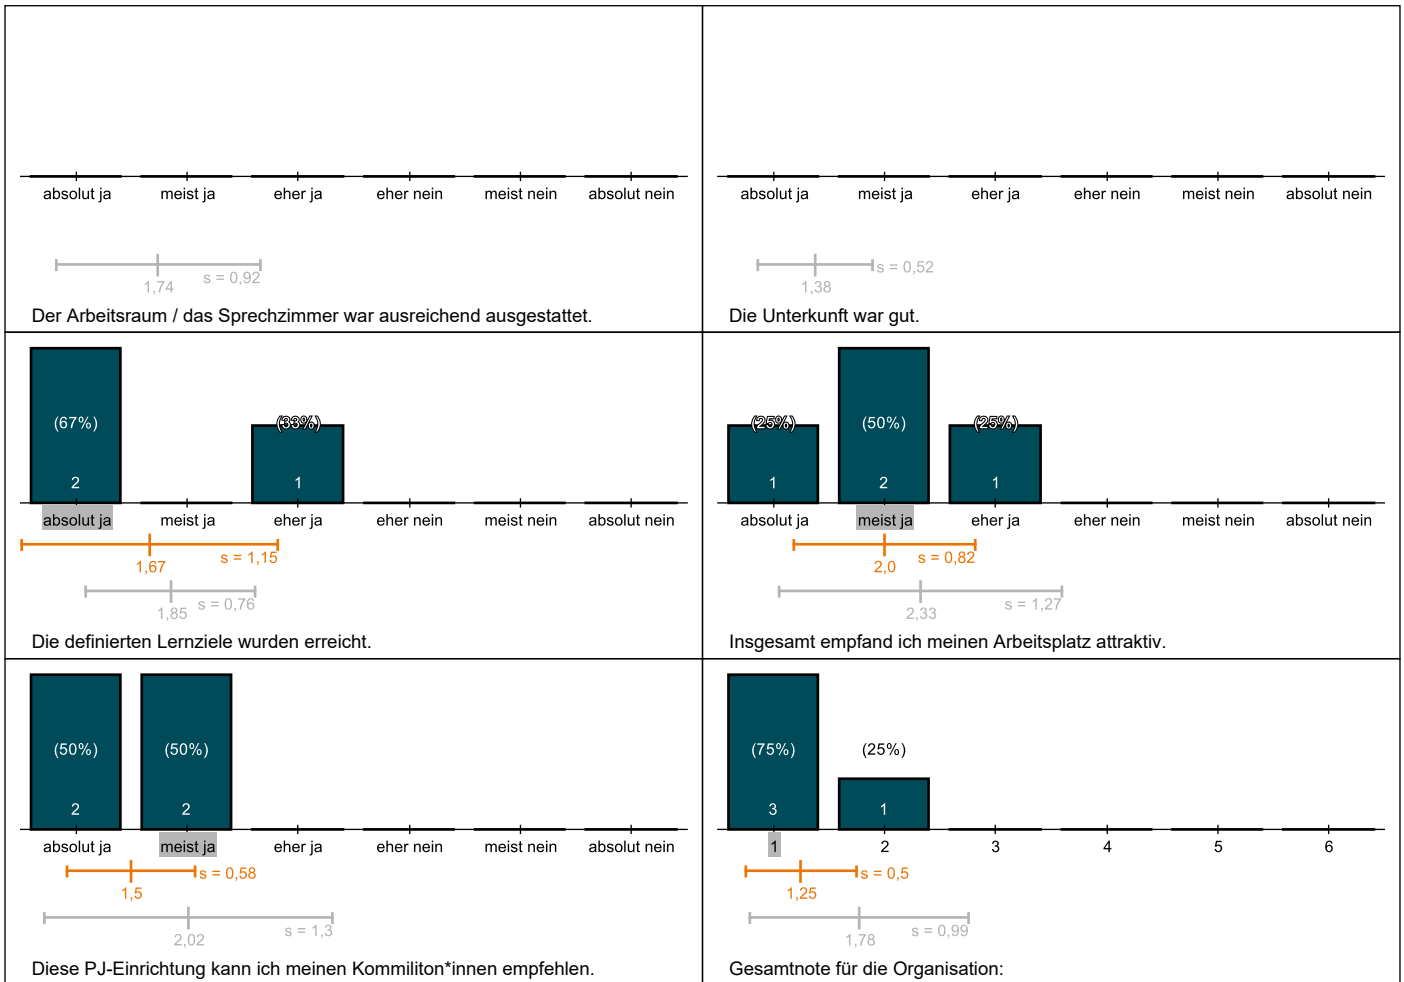 absolut ja meist ja eher ja eher nein meist nein absolut nein
s = 0,92
1,74
Der Arbeitsraum / das Sprechzimmer war ausreichend ausgestattet.
absolut ja meist ja eher ja eher nein meist nein absolut nein
s = 0,52
1,38
Die Unterkunft war gut.
(67%) (33%)
2 1
absolut ja meist ja eher ja eher nein meist nein absolut nein
s = 1,15
1,67
s = 0,76
1,85
Die definierten Lernziele wurden erreicht.
(25%) (50%) (25%)
1 2 1
absolut ja meist ja eher ja eher nein meist nein absolut nein
s = 0,82
2,0
s = 1,27
2,33
Insgesamt empfand ich meinen Arbeitsplatz attraktiv.
(50%) (50%)
2 2
absolut ja meist ja eher ja eher nein meist nein absolut nein
s = 0,58
1,5
s = 1,3
2,02
Diese PJ-Einrichtung kann ich meinen Kommiliton*innen empfehlen.
(75%) (25%)
3 1
1 2 3 4 5 6
s = 0,5
1,25
s = 0,99
1,78
Gesamtnote für die Organisation: